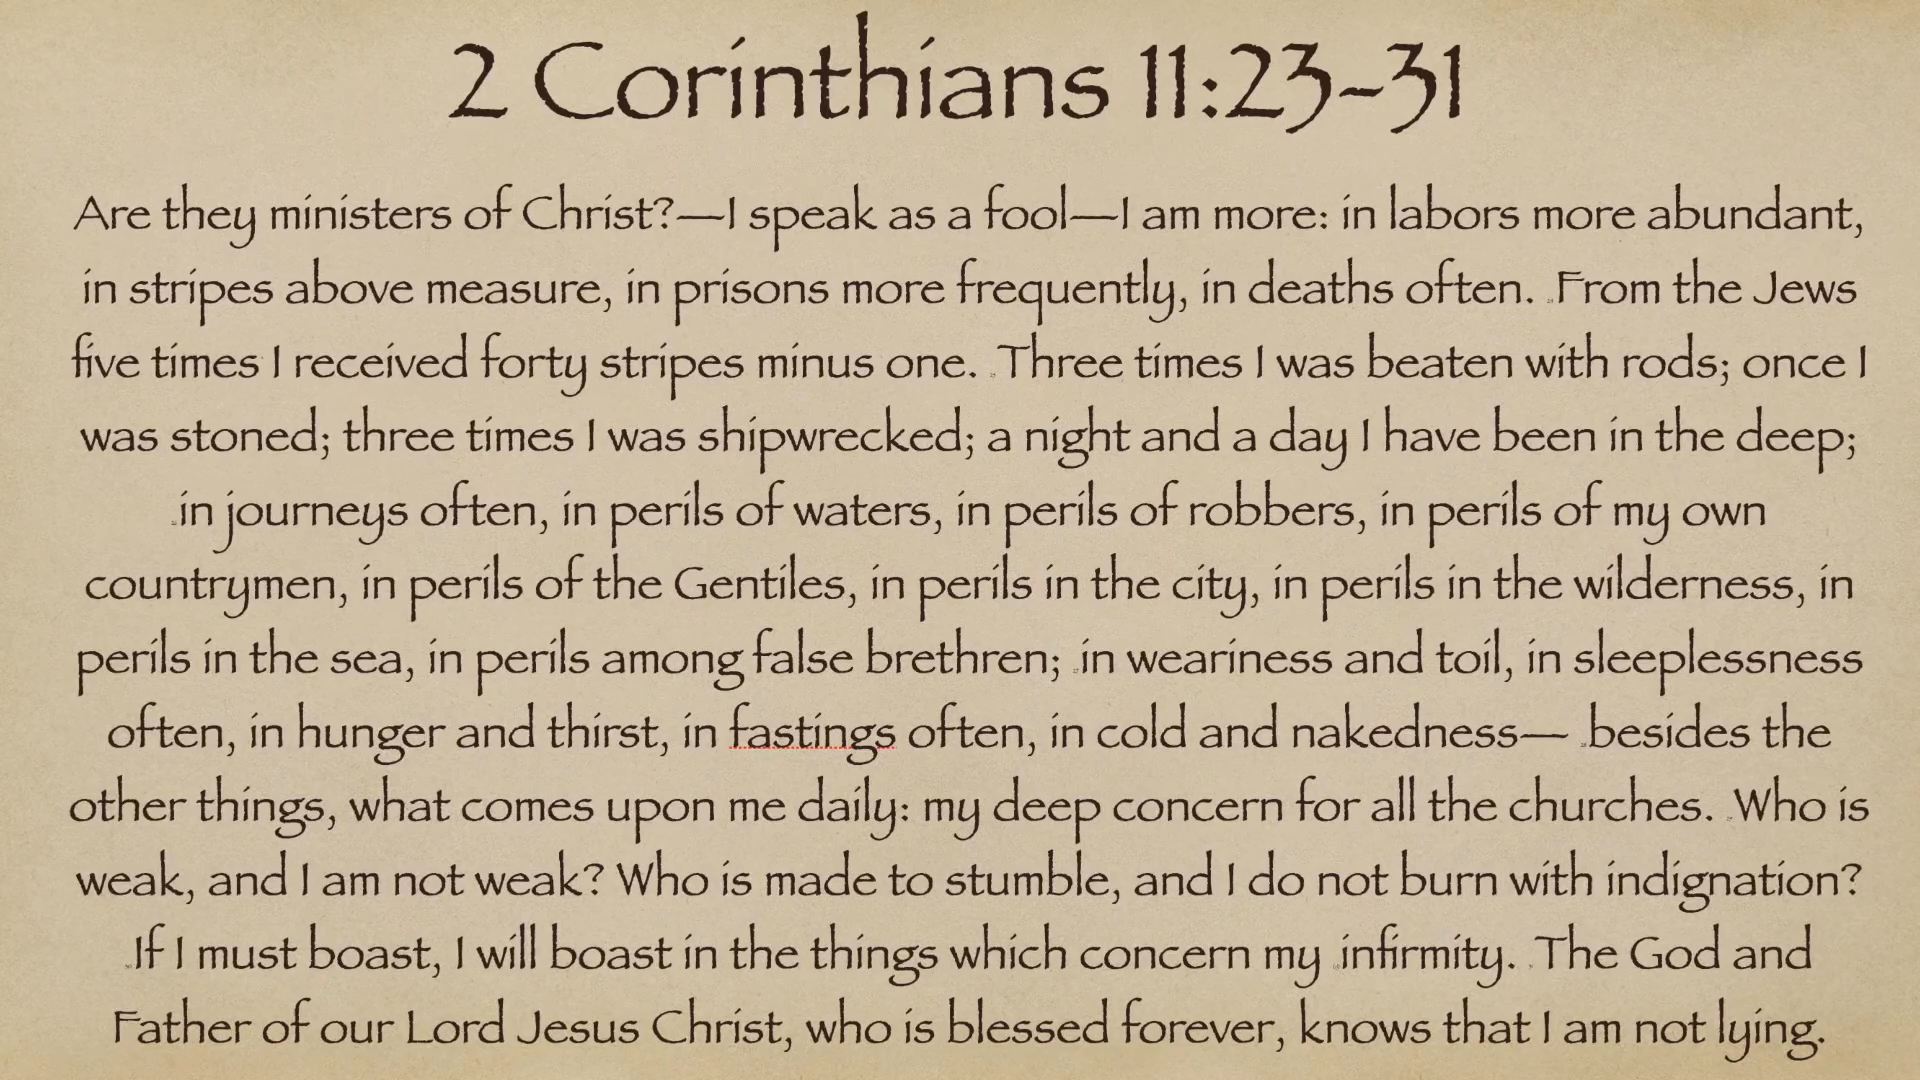 2 Corinthians 11:23-31
Are they ministers of Christ?—I speak as a fool—I am more: in labors more abundant,
in stripes above measure, in prisons more frequently, in deaths often. From the Jews
five times I received forty stripes minus one. Three times I was beaten with rods; once I
was stoned; three times I was shipwrecked; a night and a day I have been in the deep;
in journeys often, in perils of waters, in perils of robbers, in perils of my own
countrymen, in perils of the Gentiles, in perils in the city, in perils in the wilderness, in
perils in the sea, in perils among false brethren; in weariness and toil, in sleeplessness
often, in hunger and thirst, in fastings often, in cold and nakedness— besides the
other things, what comes upon me daily: my deep concern for all the churches. Who is
weak, and I am not weak? Who is made to stumble, and I do not burn with indignation?
If I must boast, I will boast in the things which concern my infirmity. The God and
Father of our Lord Jesus Christ, who is blessed forever, knows that I am not lying.